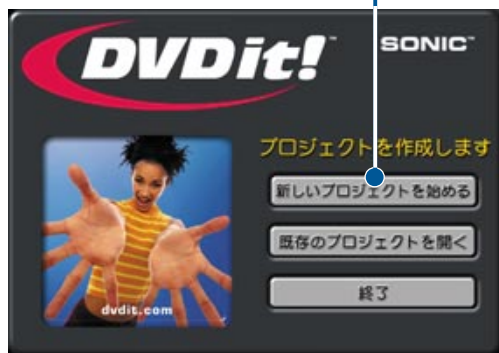 DVDit!™
SONIC™
プロジェクトを作成します
新しいプロジェクトを始める
既存のプロジェクトを開く
終了
dvdit.com